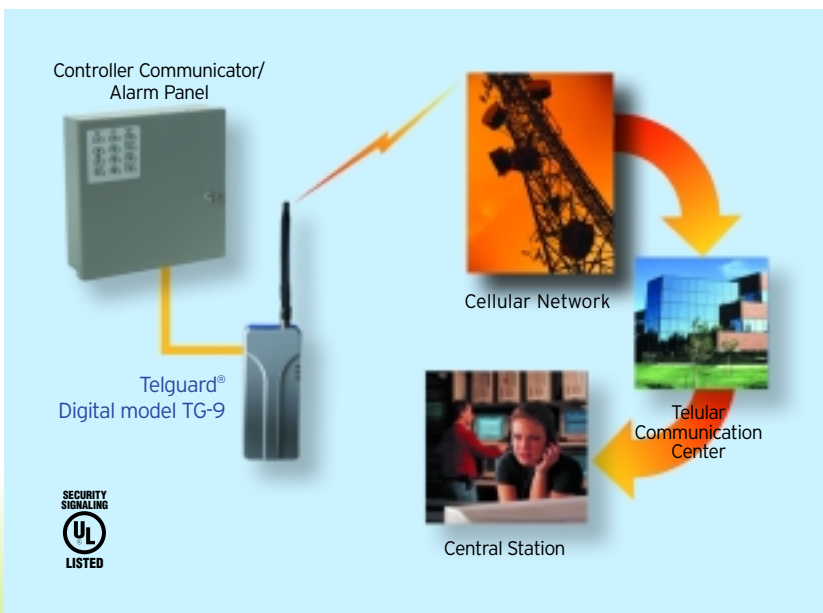 Controller Communicator/
Alarm Panel
Cellular Network
Telguard®
Digital model TG-9
Telular
Communication
Center
Central Station
SECURITY
SIGNALING
UL
®
LISTED